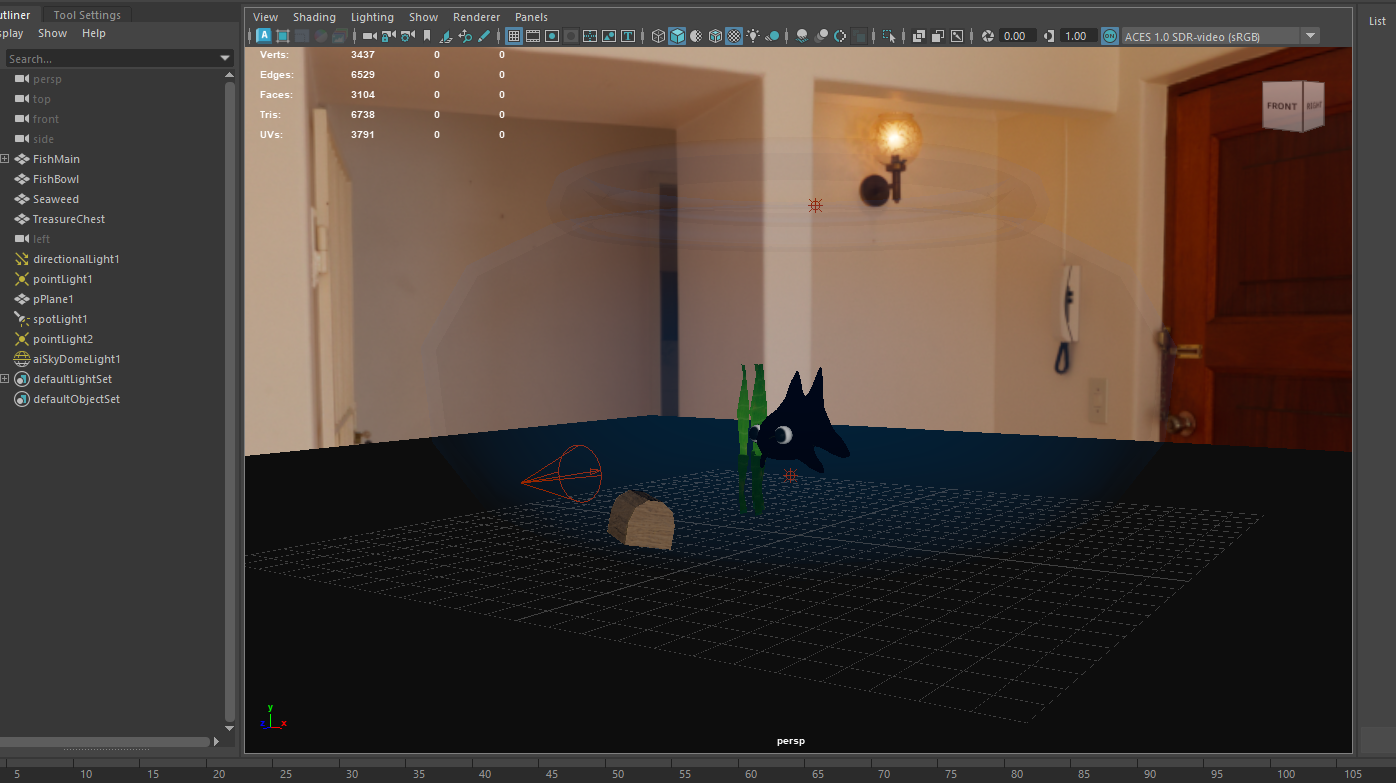 utliner
Tool Settings
splay Show Help
Search...
persp
top
front
side
FishMain
FishBowl
Seaweed
TreasureChest
left
directionalLight1
pointLight1
pPlane1
spotLight1
pointLight2
aiSkyDomeLight1
defaultLightSet
defaultObjectSet
View Shading Lighting Show Renderer Panels
A T 0.00 1.00 ON ACES 1.0 SDR-video (sRGB)
Verts: 3437 0 0
Edges: 6529 0 0
Faces: 3104 0 0
Tris: 6738 0 0
UVs: 3791 0 0
FRONT RIGHT
y
z x
persp
List
5 10 15 20 25 30 35 40 45 50 55 60 65 70 75 80 85 90 95 100 105